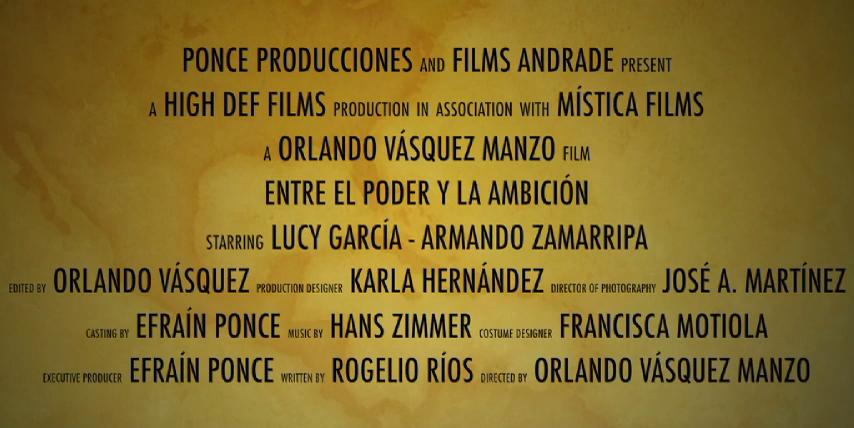 PONCE PRODUCCIONES AND FILMS ANDRADE PRESENT
A HIGH DEF FILMS PRODUCTION IN ASSOCIATION WITH MÍSTICA FILMS
A ORLANDO VÁSQUEZ MANZO FILM
ENTRE EL PODER Y LA AMBICIÓN
STARRING LUCY GARCÍA - ARMANDO ZAMARRIPA
EDITED BY ORLANDO VÁSQUEZ PRODUCTION DESIGNER KARLA HERNÁNDEZ DIRECTOR OF PHOTOGRAPHY JOSÉ A. MARTÍNEZ
CASTING BY EFRAÍN PONCE MUSIC BY HANS ZIMMER COSTUME DESIGNER FRANCISCA MOTIOLA
EXECUTIVE PRODUCER EFRAÍN PONCE WRITTEN BY ROGELIO RÍOS DIRECTED BY ORLANDO VÁSQUEZ MANZO